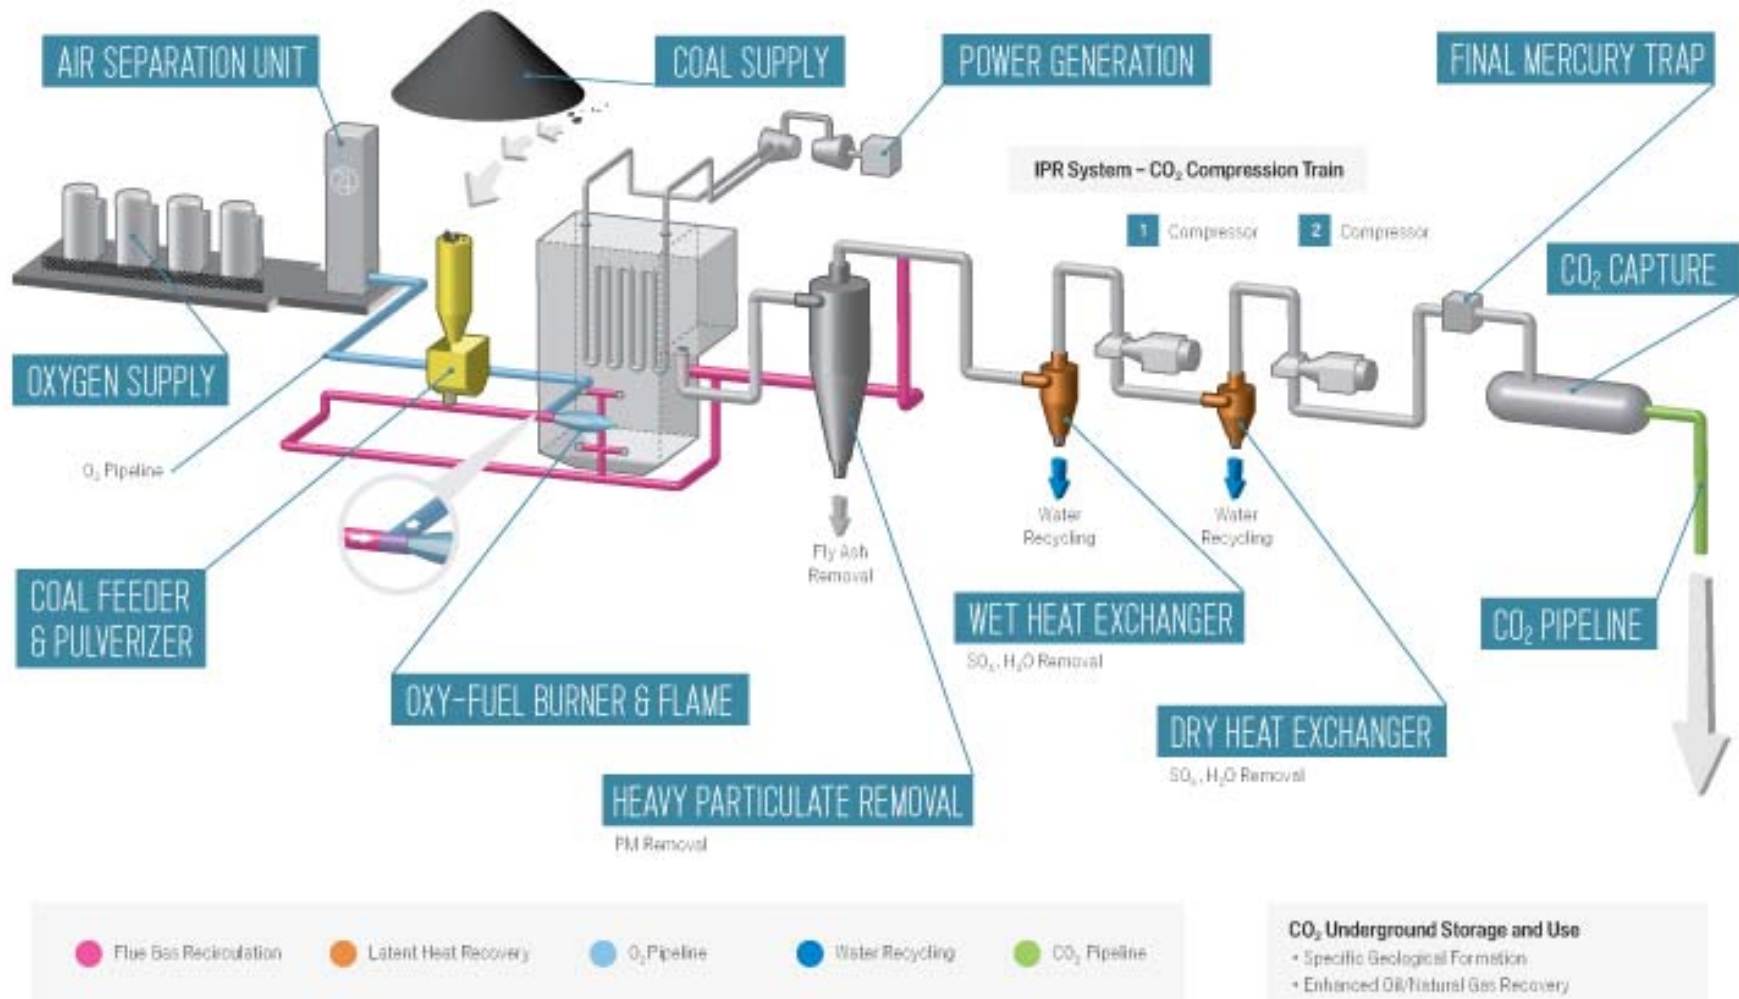 AIR SEPARATION UNIT
COAL SUPPLY
POWER GENERATION
FINAL MERCURY TRAP
IPR System – CO₂ Compression Train
1 Compressor
2 Compressor
CO₂ CAPTURE
OXYGEN SUPPLY
O₂ Pipeline
Fly Ash
Removal
Water
Recycling
Water
Recycling
COAL FEEDER
& PULVERIZER
WET HEAT EXCHANGER
SOₓ, H₂O Removal
CO₂ PIPELINE
OXY-FUEL BURNER & FLAME
DRY HEAT EXCHANGER
SOₓ, H₂O Removal
HEAVY PARTICULATE REMOVAL
PM Removal
Flue Gas Recirculation
Latent Heat Recovery
O₂ Pipeline
Water Recycling
CO₂ Pipeline
CO₂ Underground Storage and Use
• Specific Geological Formation
• Enhanced Oil/Natural Gas Recovery